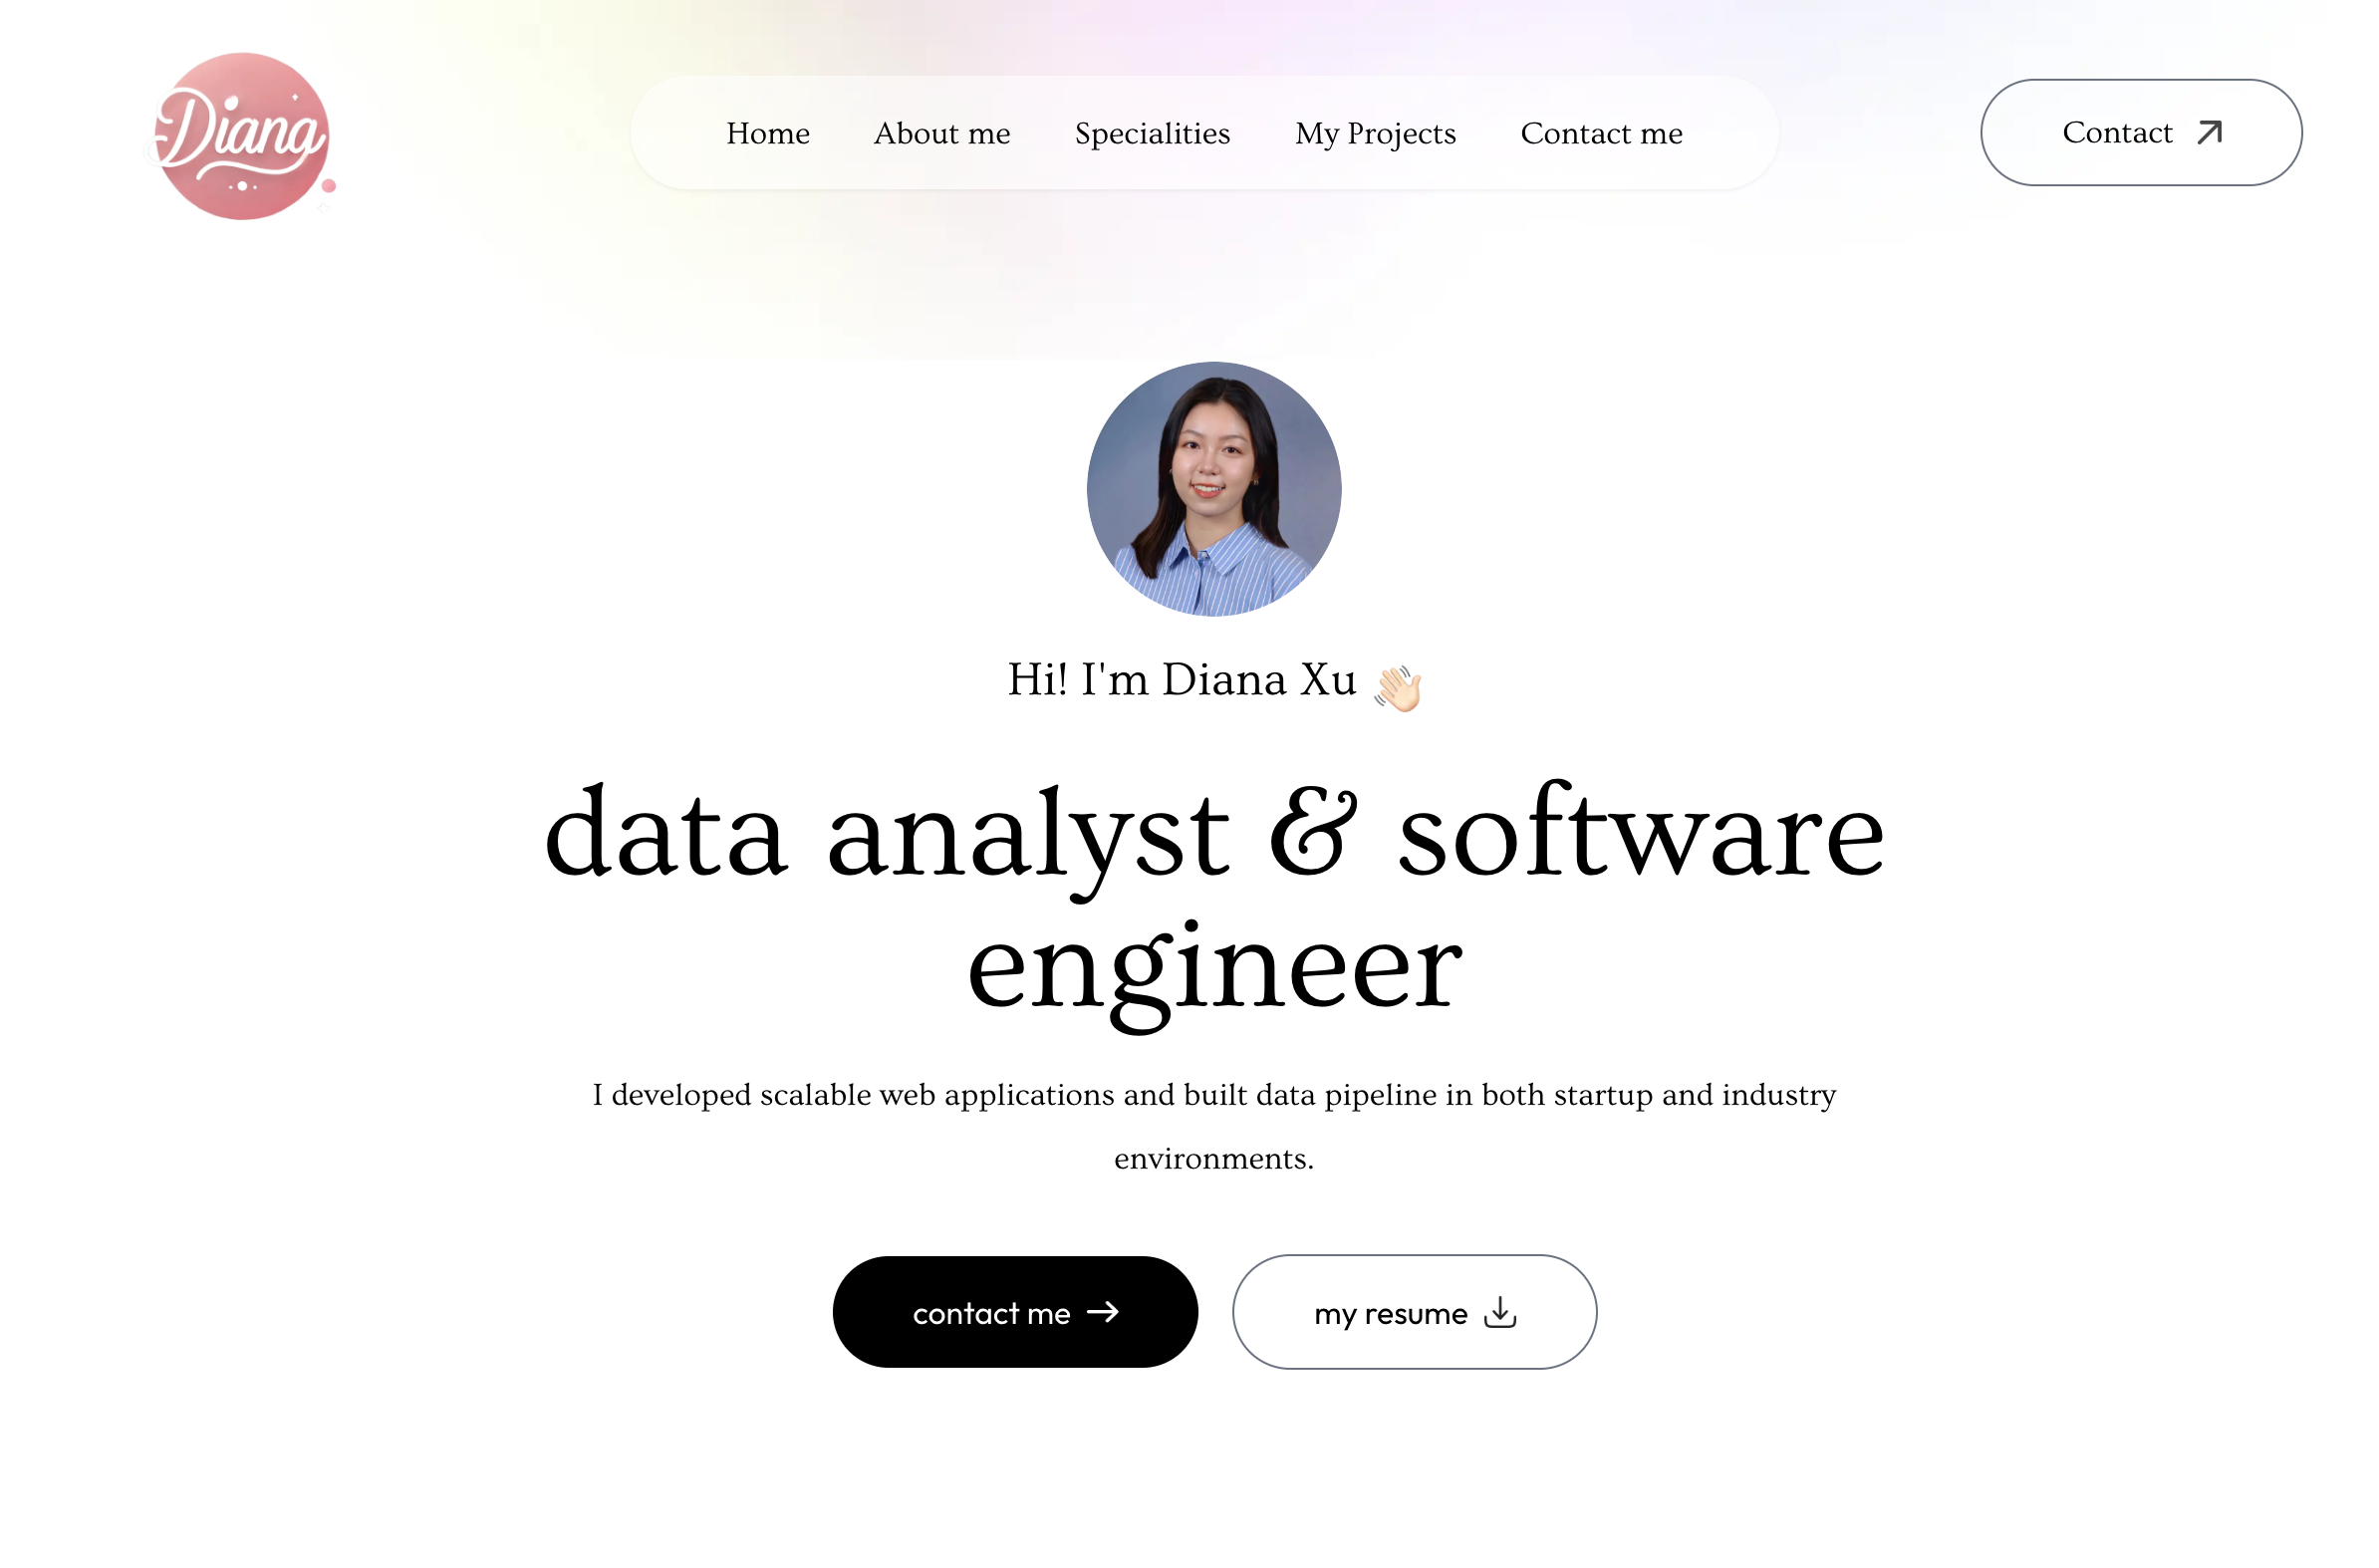 Diang
Home About me Specialities My Projects Contact me
Contact
Hi! I'm Diana Xu 👋🏻
data analyst & software
engineer
I developed scalable web applications and built data pipeline in both startup and industry
environments.
contact me
my resume